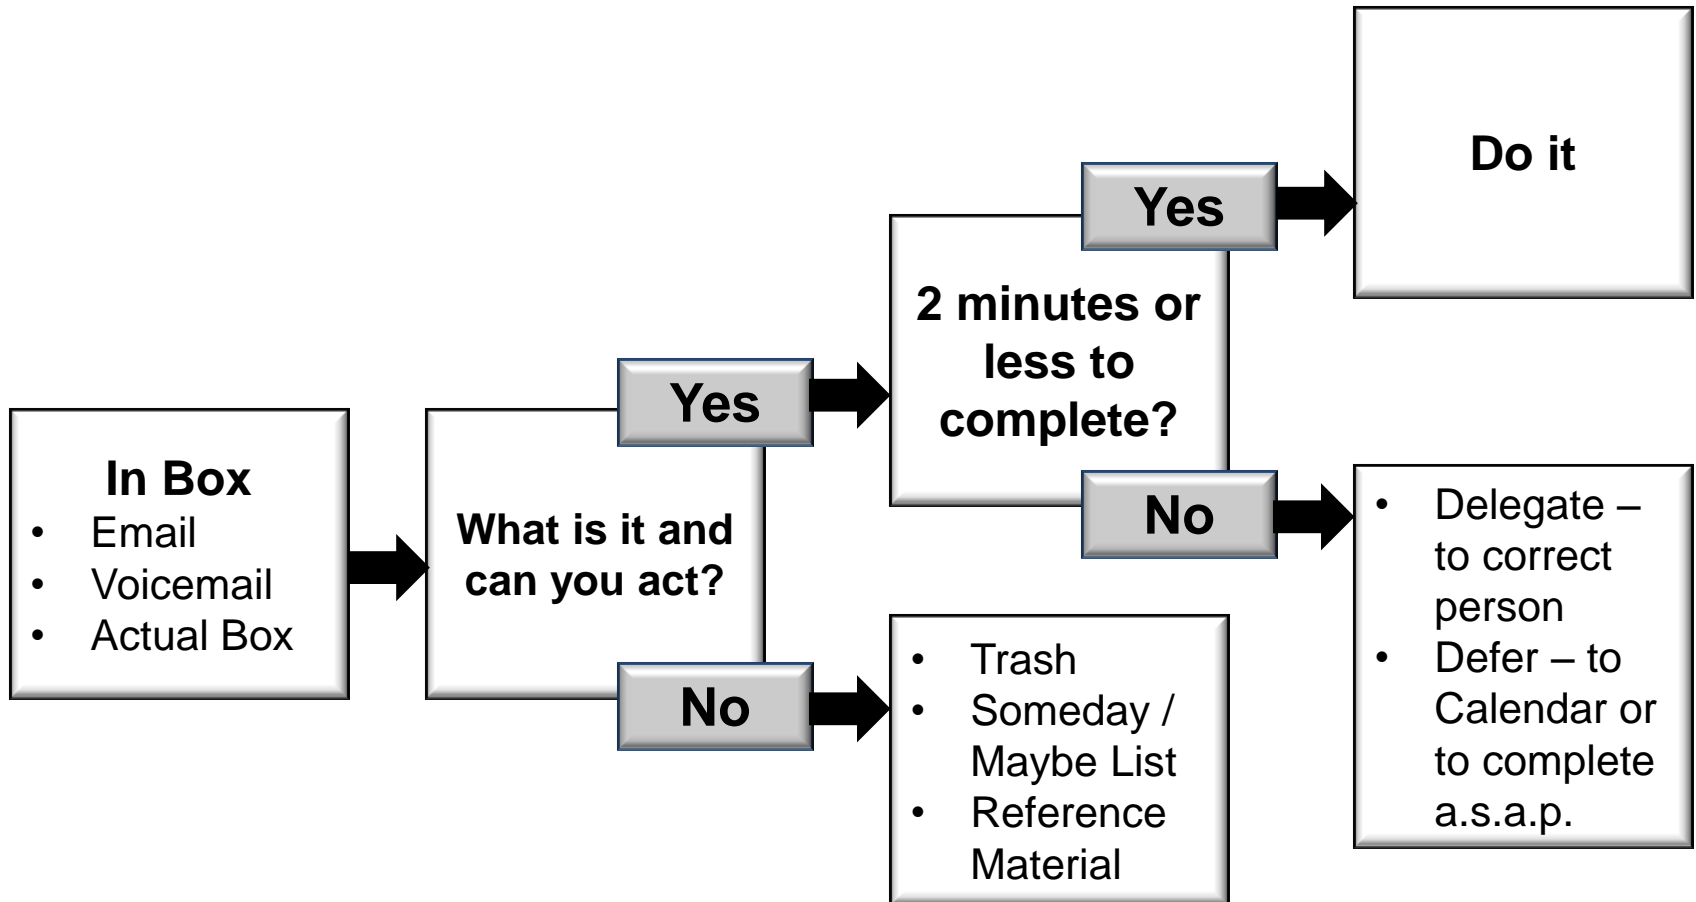 In Box
• Email
• Voicemail
• Actual Box
What is it and
can you act?
Yes
No
2 minutes or
less to
complete?
Yes
No
Do it
• Delegate –
to correct
person
• Defer – to
Calendar or
to complete
a.s.a.p.
• Trash
• Someday /
Maybe List
• Reference
Material